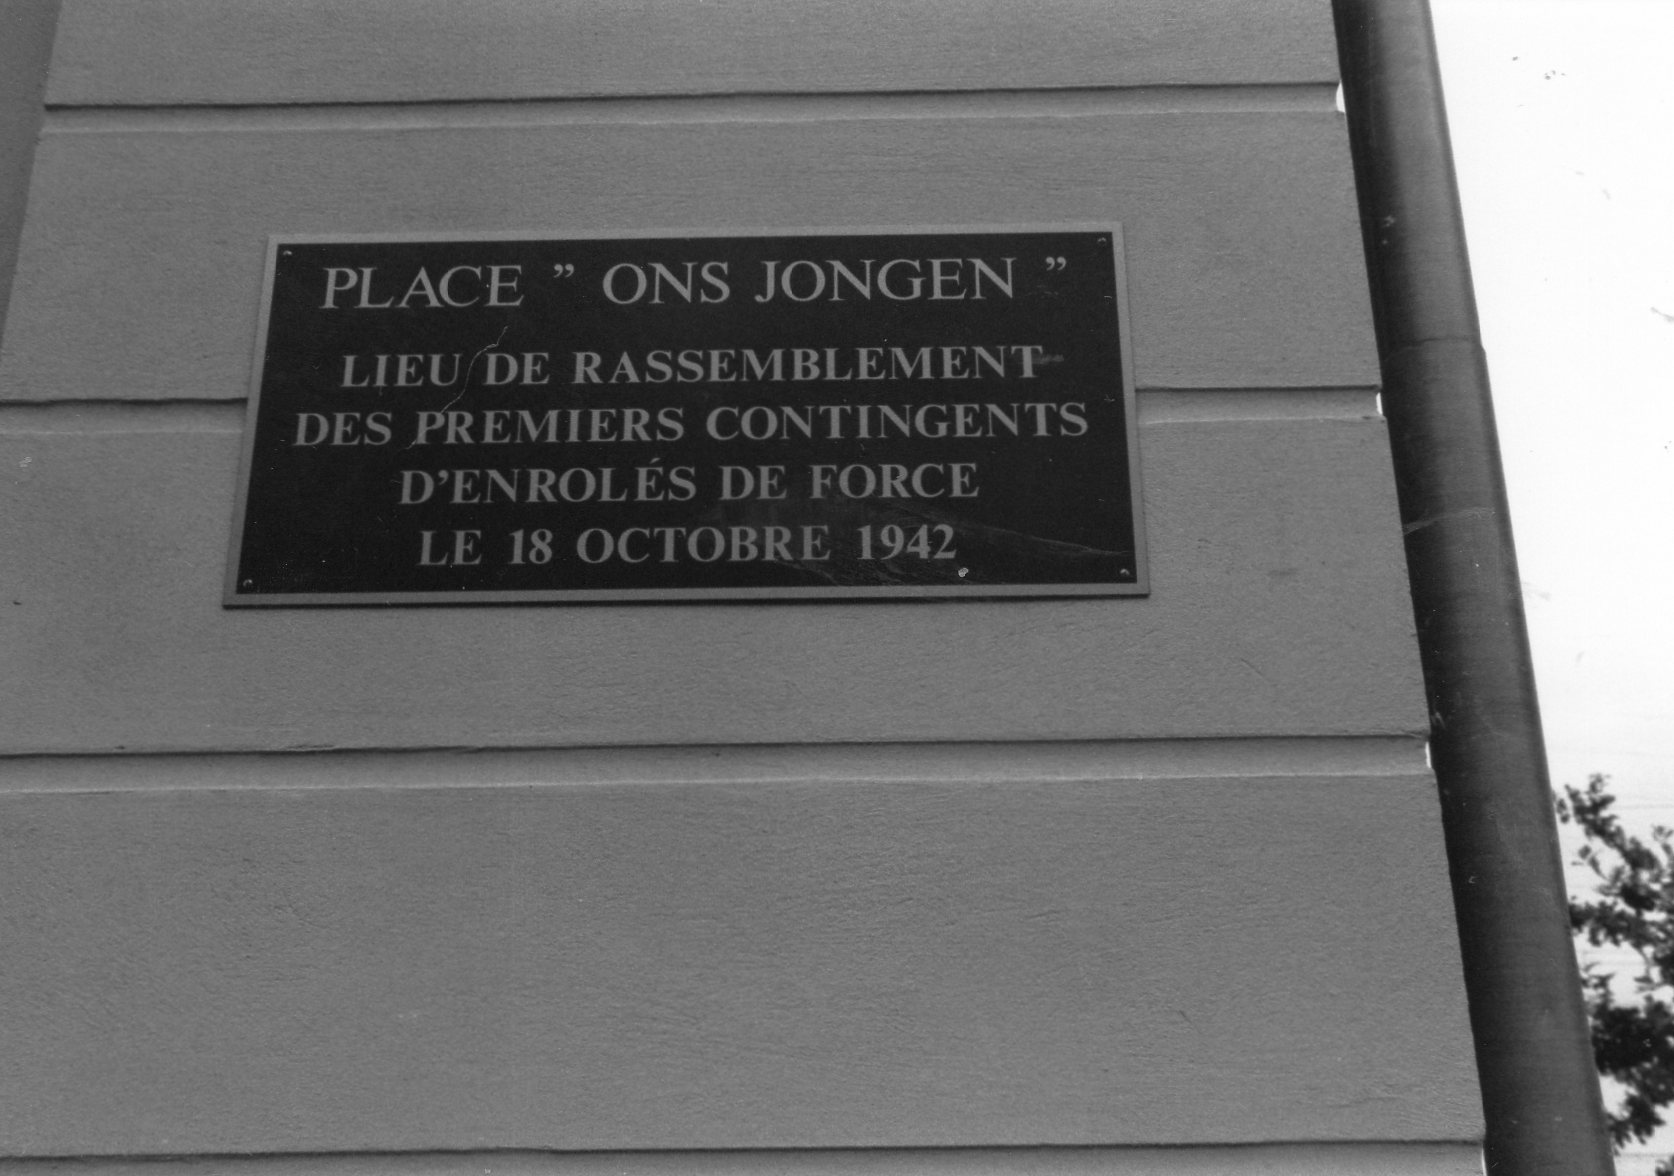 PLACE ” ONS JONGEN ”
LIEU DE RASSEMBLEMENT
DES PREMIERS CONTINGENTS
D’ENROLÉS DE FORCE
LE 18 OCTOBRE 1942